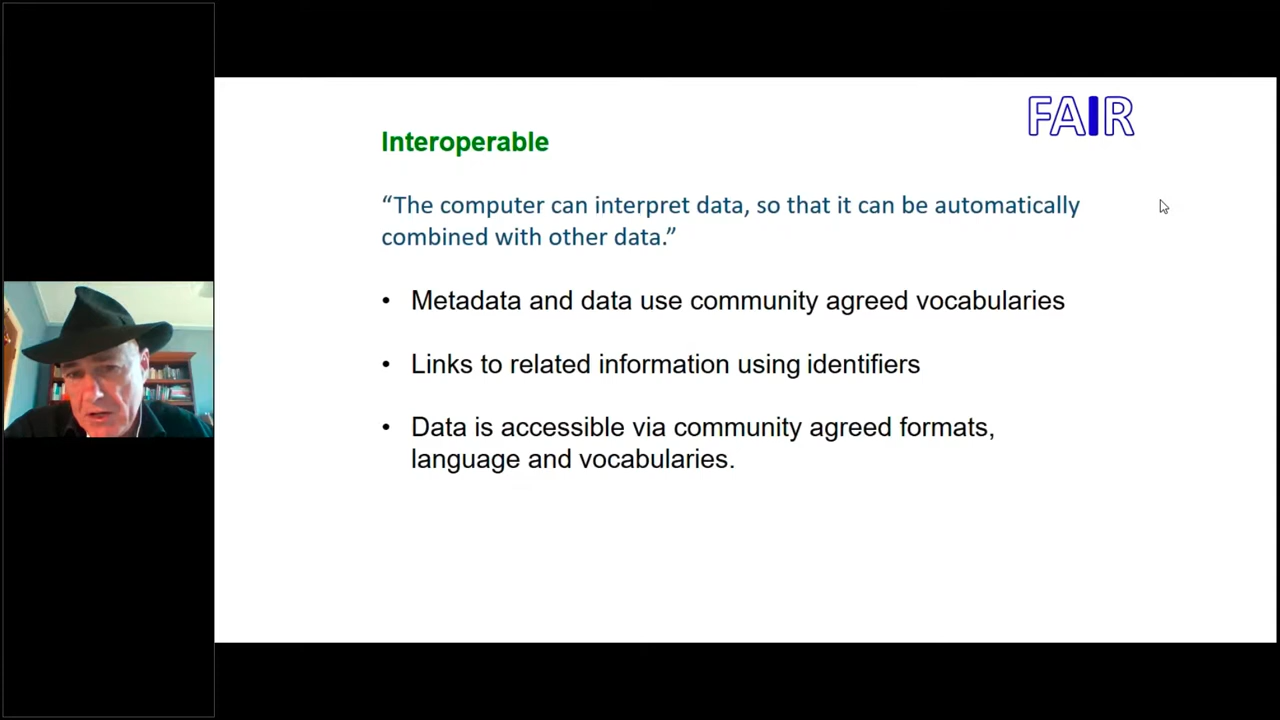 FAIR
Interoperable
“The computer can interpret data, so that it can be automatically
combined with other data.”
• Metadata and data use community agreed vocabularies
• Links to related information using identifiers
• Data is accessible via community agreed formats,
language and vocabularies.